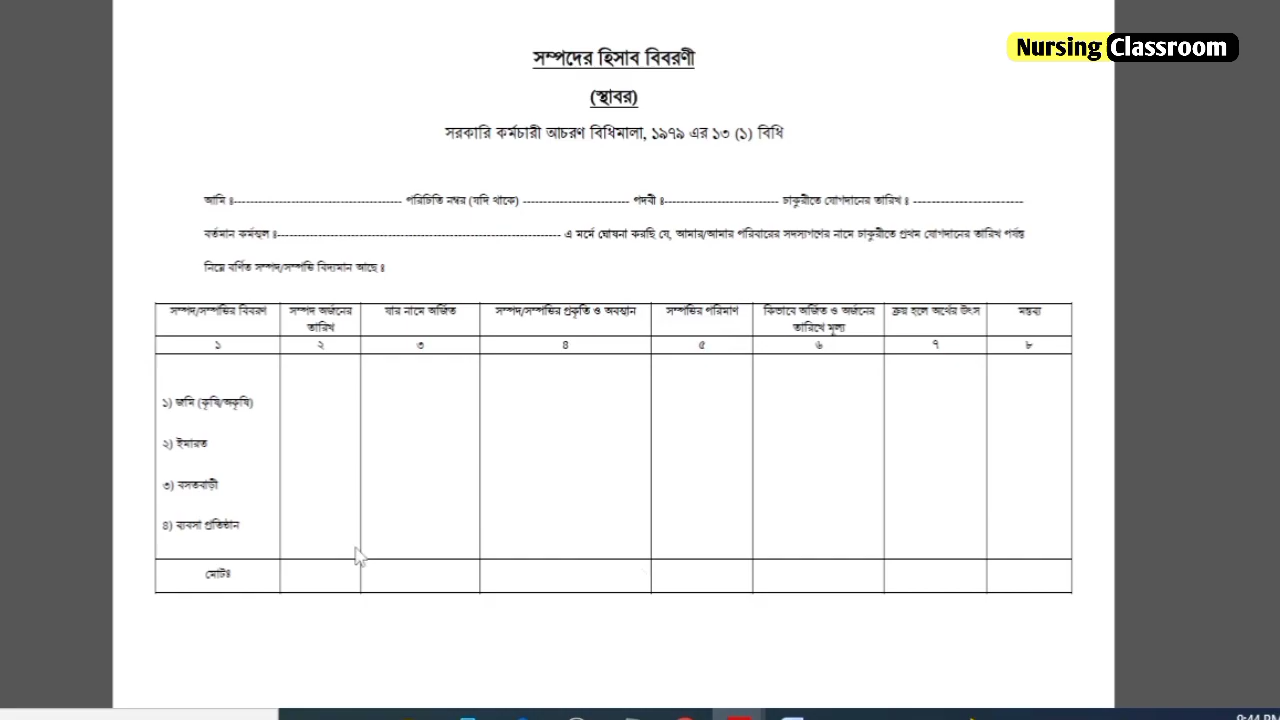 Nursing Classroom
সম্পদের হিসাব বিবরণী
(স্থাবর)
সরকারি কর্মচারী আচরণ বিধিমালা, ১৯৭৯ এর ১৩ (১) বিধি
আমি ঃ------------------------------------ পরিচিতি নম্বর (যদি থাকে) ----------------------- পদবী ঃ------------------------ চাকুরীতে যোগদানের তারিখ ঃ ------------------------
বর্তমান কর্মস্থল ঃ------------------------------------------------------------- এ মর্মে ঘোষনা করছি যে, আমার/আমার পরিবারের সদস্যগণের নামে চাকুরীতে প্রথম যোগদানের তারিখ পর্যন্ত
নিম্নে বর্ণিত সম্পদ/সম্পত্তি বিদ্যমান আছে ঃ
সম্পদ/সম্পত্তির বিবরণ সম্পদ অর্জনের তারিখ যার নামে অর্জিত সম্পদ/সম্পত্তির প্রকৃতি ও অবস্থান সম্পত্তির পরিমাণ কিভাবে অর্জিত ও অর্জনের তারিখে মূল্য ক্রয় হলে অর্থের উৎস মন্তব্য
১ ২ ৩ ৪ ৫ ৬ ৭ ৮
১) জমি (কৃষি/অকৃষি)
২) ইমারত
৩) বসতবাড়ী
৪) ব্যবসা প্রতিষ্ঠান
মোটঃ
9:44 PM